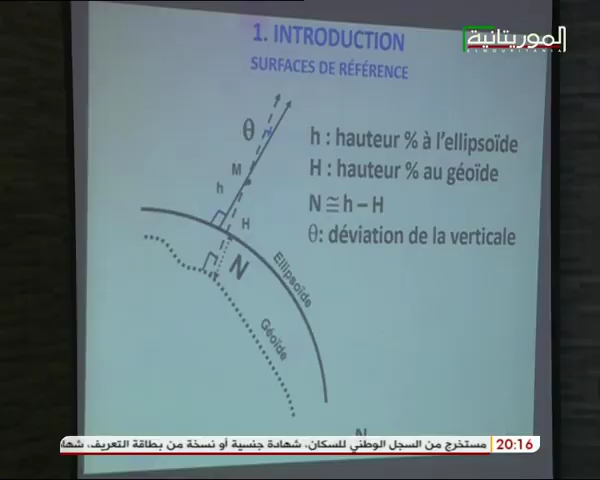 1. INTRODUCTION
SURFACES DE RÉFÉRENCE
الموريتانية
ELMOURITANIA
θ
h : hauteur % à l'ellipsoïde
M
H : hauteur % au géoïde
h
N ≅ h – H
H
θ: déviation de la verticale
N
Ellipsoïde
Géoïde
N
20:16
مستخرج من السجل الوطني للسكان، شهادة جنسية أو نسخة من بطاقة التعريف، شها